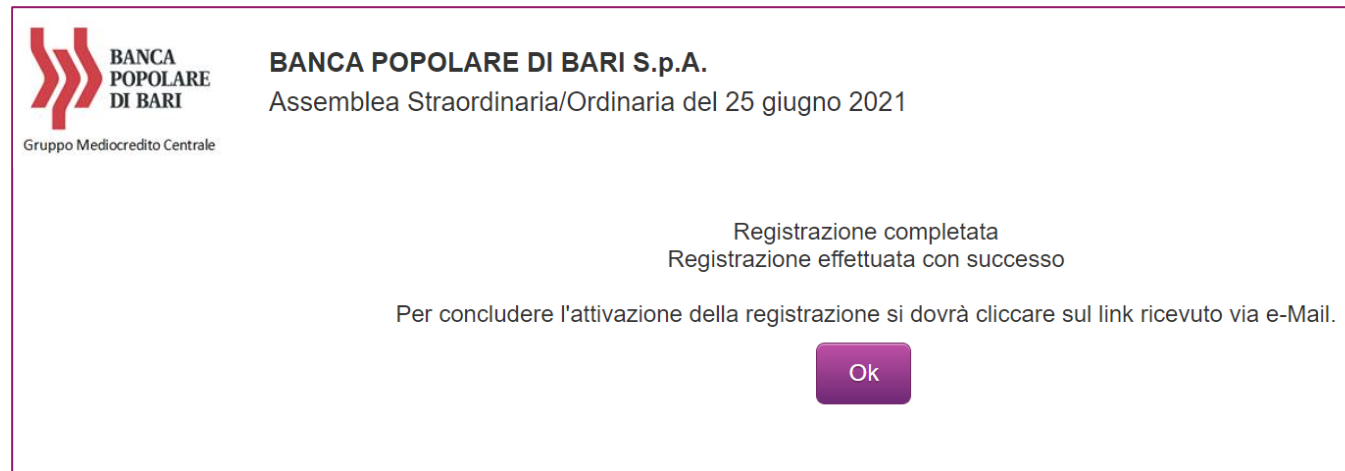 BANCA
POPOLARE
DI BARI
Gruppo Mediocredito Centrale
BANCA POPOLARE DI BARI S.p.A.
Assemblea Straordinaria/Ordinaria del 25 giugno 2021
Registrazione completata
Registrazione effettuata con successo
Per concludere l'attivazione della registrazione si dovrà cliccare sul link ricevuto via e-Mail.
Ok